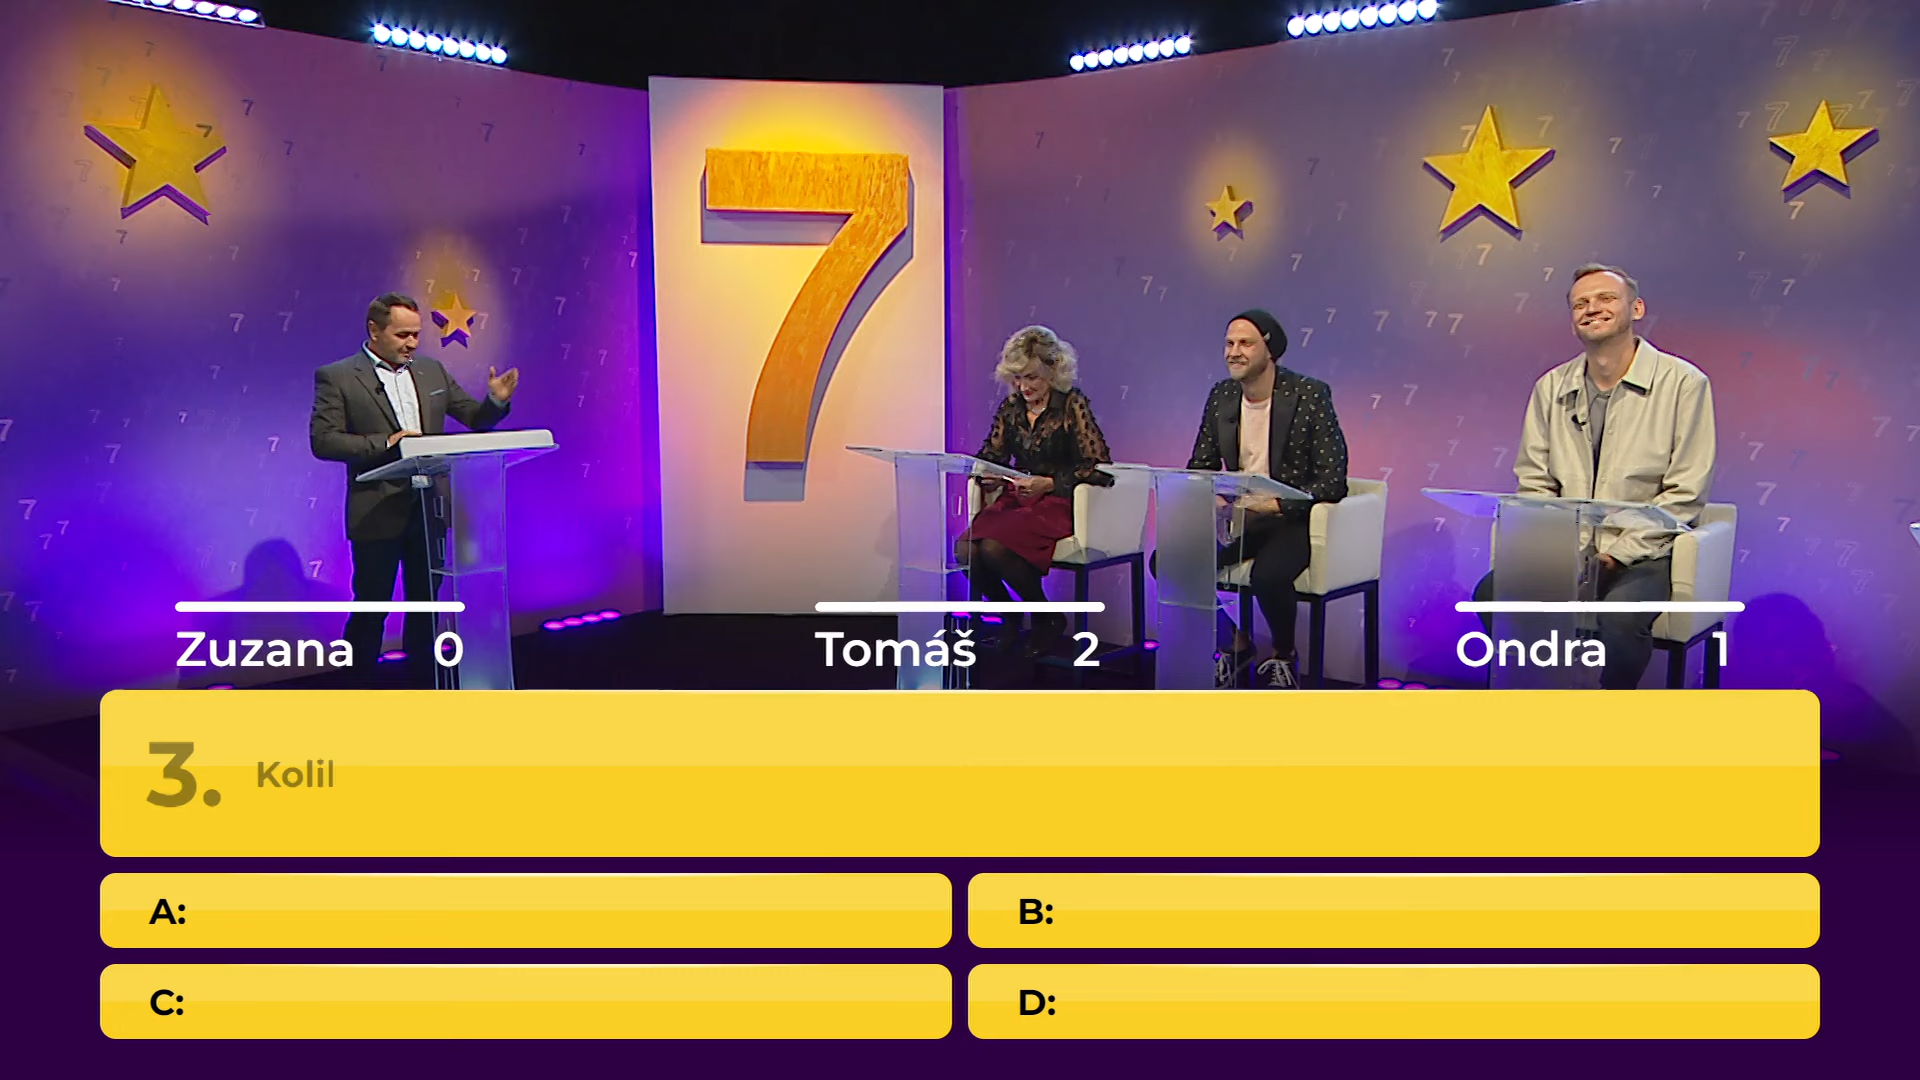 7
Zuzana 0
Tomáš 2
Ondra 1
3. Kolil
A:
B:
C:
D: